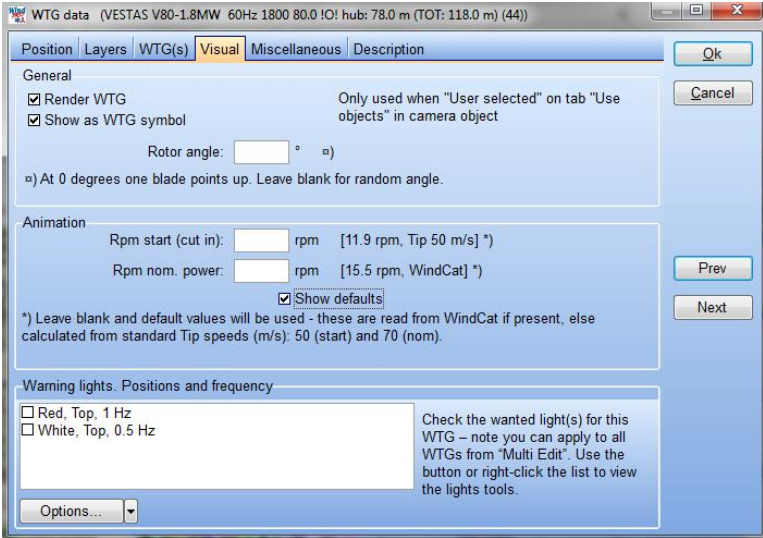 WTG data (VESTAS V80-1.8MW 60Hz 1800 80.0 !O! hub: 78.0 m (TOT: 118.0 m) (44))
Position Layers WTG(s) Visual Miscellaneous Description
Ok
Cancel
General
Render WTG
Show as WTG symbol
Only used when "User selected" on tab "Use
objects" in camera object
Rotor angle: ° ¤)
¤) At 0 degrees one blade points up. Leave blank for random angle.
Animation
Rpm start (cut in): rpm [11.9 rpm, Tip 50 m/s] *)
Rpm nom. power: rpm [15.5 rpm, WindCat] *)
Show defaults
*) Leave blank and default values will be used - these are read from WindCat if present, else
calculated from standard Tip speeds (m/s): 50 (start) and 70 (nom).
Prev
Next
Warning lights. Positions and frequency
Red, Top, 1 Hz
White, Top, 0.5 Hz
Check the wanted light(s) for this
WTG – note you can apply to all
WTGs from “Multi Edit”. Use the
button or right-click the list to view
the lights tools.
Options...